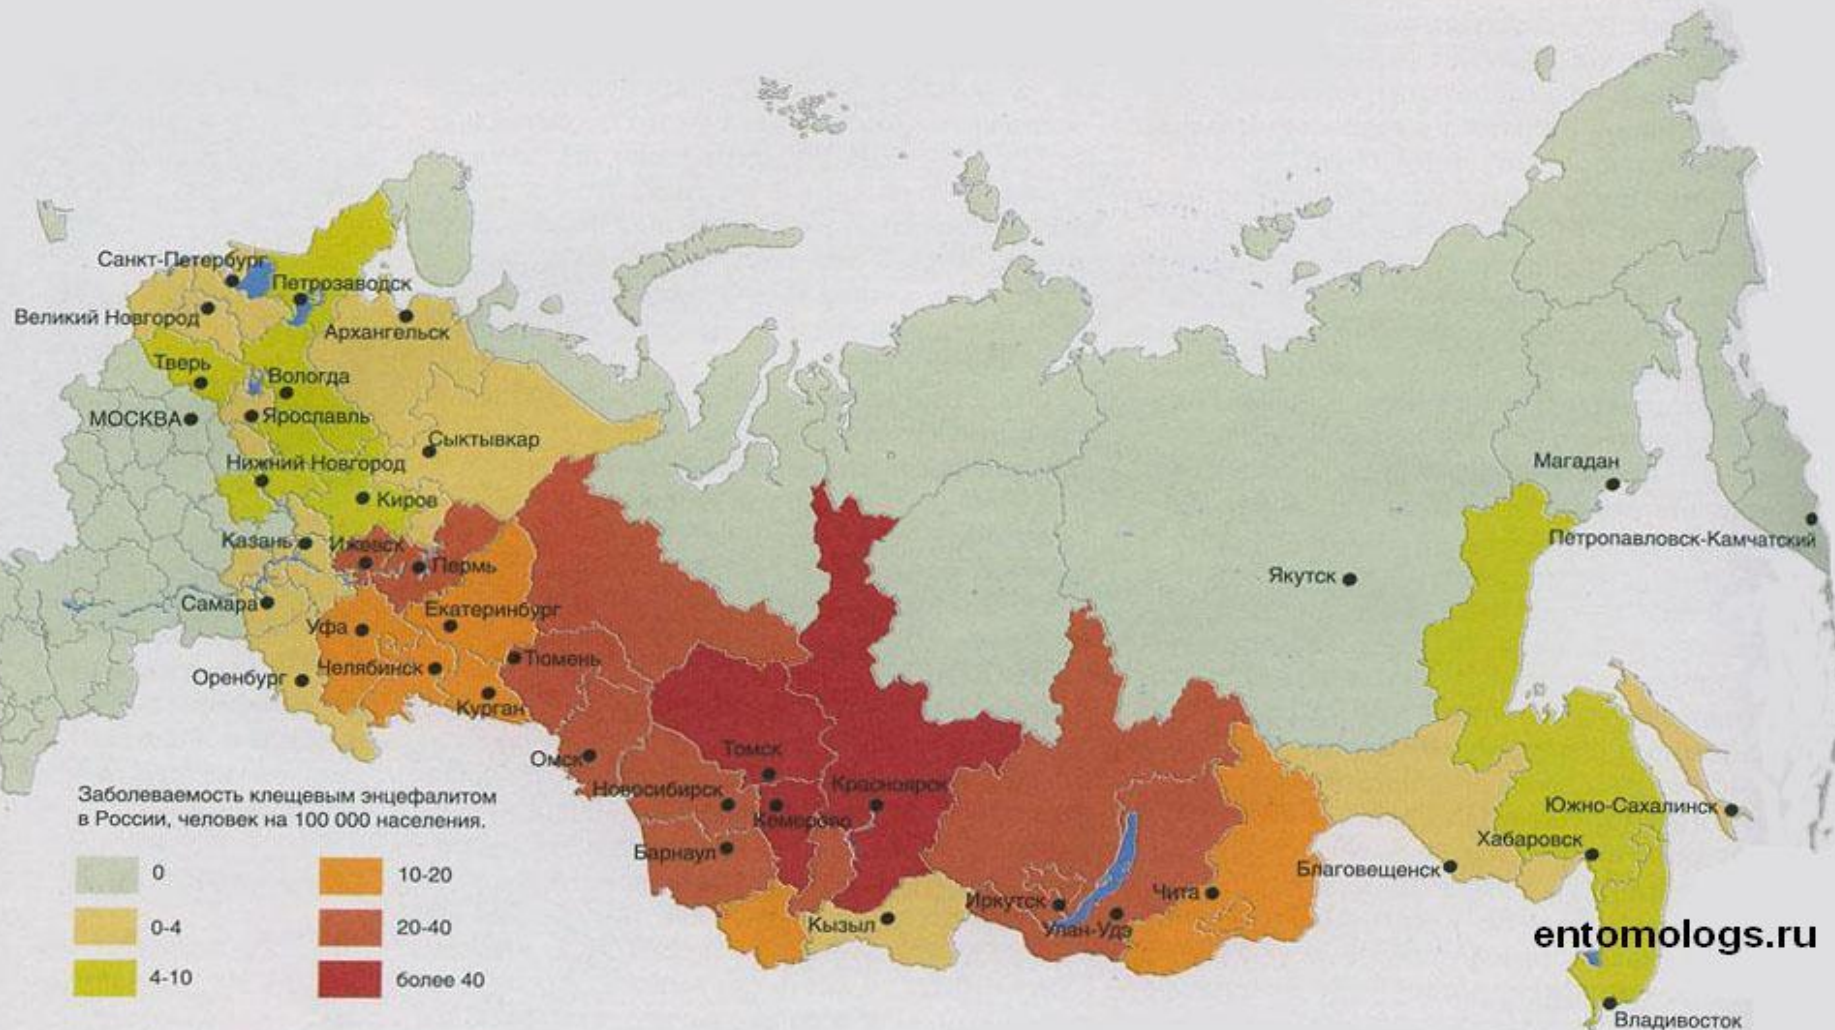 Санкт-Петербург
Петрозаводск
Великий Новгород
Архангельск
Тверь
Вологда
МОСКВА
Ярославль
Сыктывкар
Нижний Новгород
Киров
Магадан
Казань
Ижевск
Петропавловск-Камчатский
Пермь
Якутск
Самара
Екатеринбург
Уфа
Тюмень
Челябинск
Оренбург
Курган
Томск
Омск
Красноярск
Новосибирск
Кемерово
Южно-Сахалинск
Хабаровск
Барнаул
Благовещенск
Чита
Иркутск
Кызыл
Улан-Удэ
Владивосток
Заболеваемость клещевым энцефалитом
в России, человек на 100 000 населения.
0
0-4
4-10
10-20
20-40
более 40
entomologs.ru